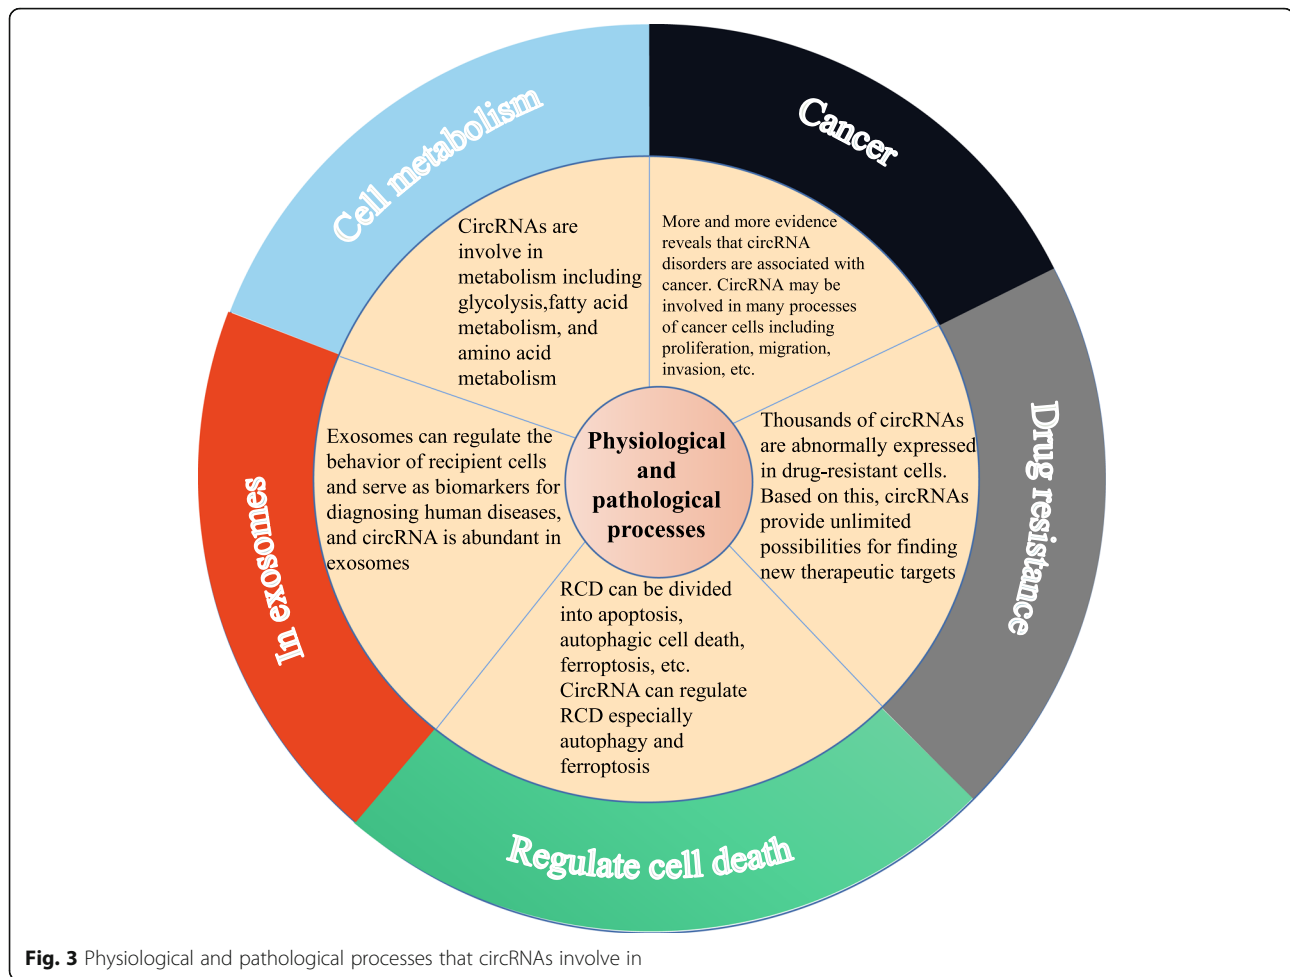 Cell metabolism
CircRNAs are
involve in
metabolism including
glycolysis,fatty acid
metabolism, and
amino acid
metabolism
Cancer
More and more evidence
reveals that circRNA
disorders are associated with
cancer. CircRNA may be
involved in many processes
of cancer cells including
proliferation, migration,
invasion, etc.
Drug resistance
Thousands of circRNAs
are abnormally expressed
in drug-resistant cells.
Based on this, circRNAs
provide unlimited
possibilities for finding
new therapeutic targets
Physiological
and
pathological
processes
In exosomes
Exosomes can regulate the
behavior of recipient cells
and serve as biomarkers for
diagnosing human diseases,
and circRNA is abundant in
exosomes
RCD can be divided
into apoptosis,
autophagic cell death,
ferroptosis, etc.
CircRNA can regulate
RCD especially
autophagy and
ferroptosis
Regulate cell death
Fig. 3 Physiological and pathological processes that circRNAs involve in